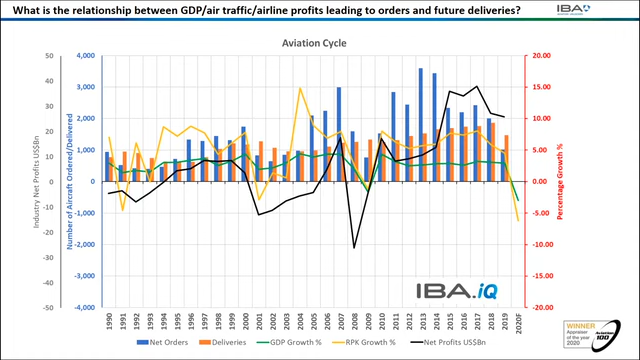 What is the relationship between GDP/air traffic/airline profits leading to orders and future deliveries?
IBA
Aviation Cycle
Industry Net Profits US$Bn
50
40
30
20
10
0
-10
-20
-30
-40
-50
Number of Aircraft Ordered/Delivered
4,000
3,000
2,000
1,000
0
-1,000
-2,000
-3,000
-4,000
20.00
15.00
10.00
5.00
0.00
-5.00
-10.00
-15.00
-20.00
Percentage Growth %
1990 1991 1992 1993 1994 1995 1996 1997 1998 1999 2000 2001 2002 2003 2004 2005 2006 2007 2008 2009 2010 2011 2012 2013 2014 2015 2016 2017 2018 2019 2020F
IBA.iQ
Net Orders Deliveries GDP Growth % RPK Growth % Net Profits US$Bn
WINNER
Appraiser
of the year
2020
Aviation
100